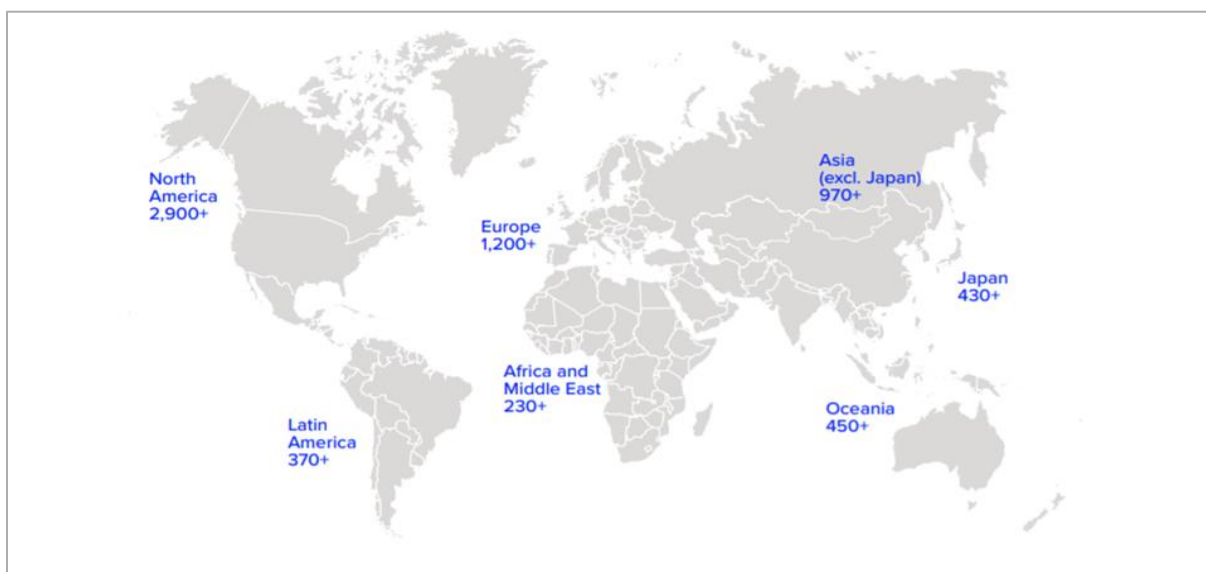 North
America
2,900+
Europe
1,200+
Asia
(excl. Japan)
970+
Japan
430+
Africa and
Middle East
230+
Latin
America
370+
Oceania
450+